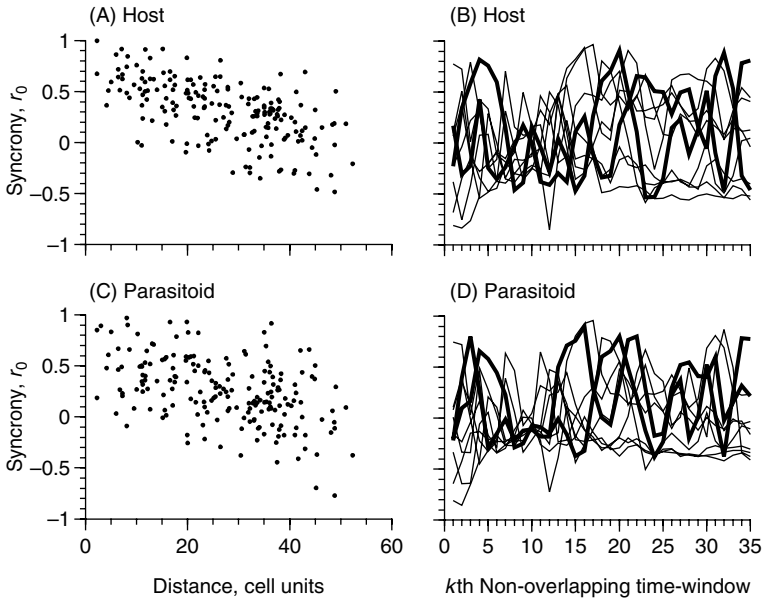 (A) Host
(B) Host
1
0.5
0
−0.5
−1
Syncrony, r0
(C) Parasitoid
(D) Parasitoid
1
0.5
0
−0.5
−1
Syncrony, r0
0 20 40 60
0 5 10 15 20 25 30 35
Distance, cell units
kth Non-overlapping time-window